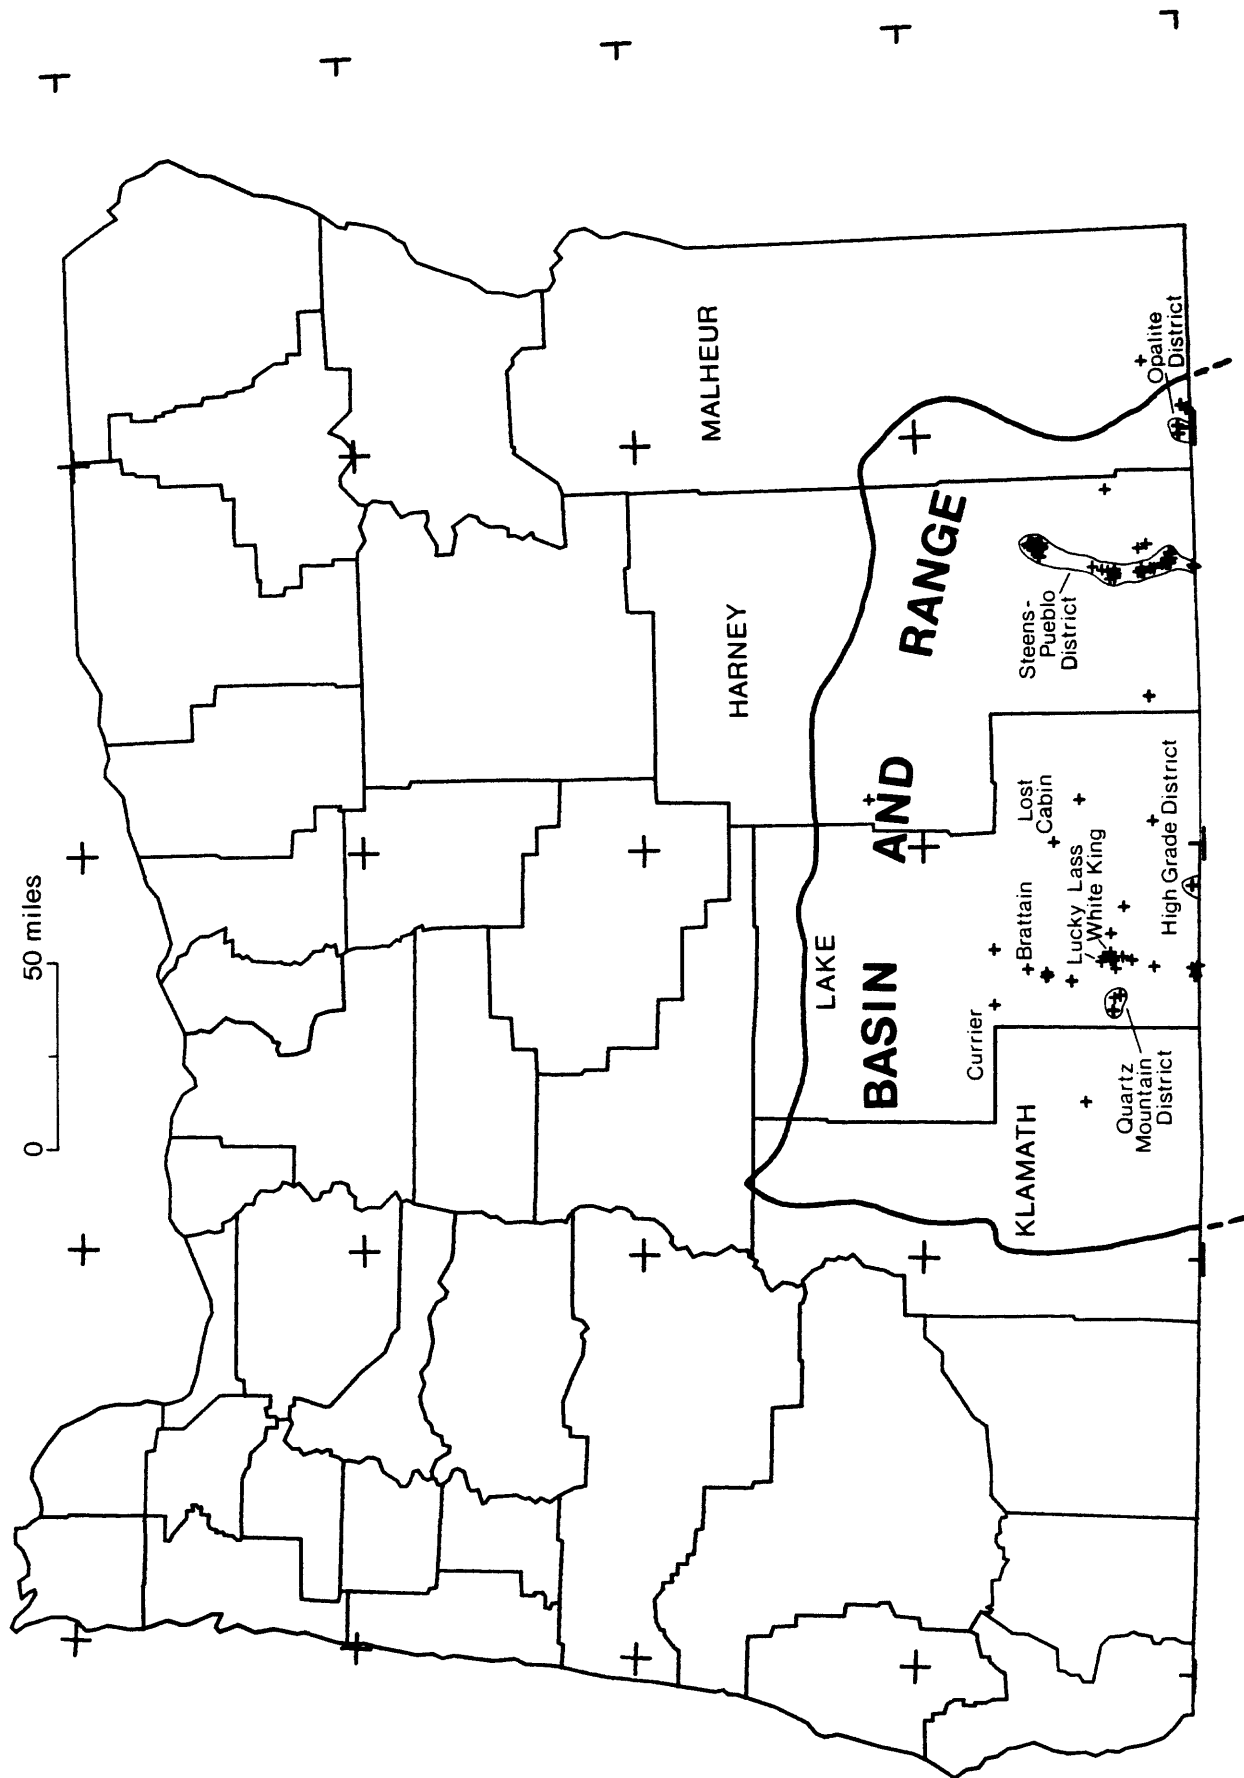 0 50 miles
MALHEUR
HARNEY
LAKE
KLAMATH
BASIN AND RANGE
Opalite
District
Steens-
Pueblo
District
Lost
Cabin
High Grade District
Lucky Lass
White King
Brattain
Currier
Quartz
Mountain
District